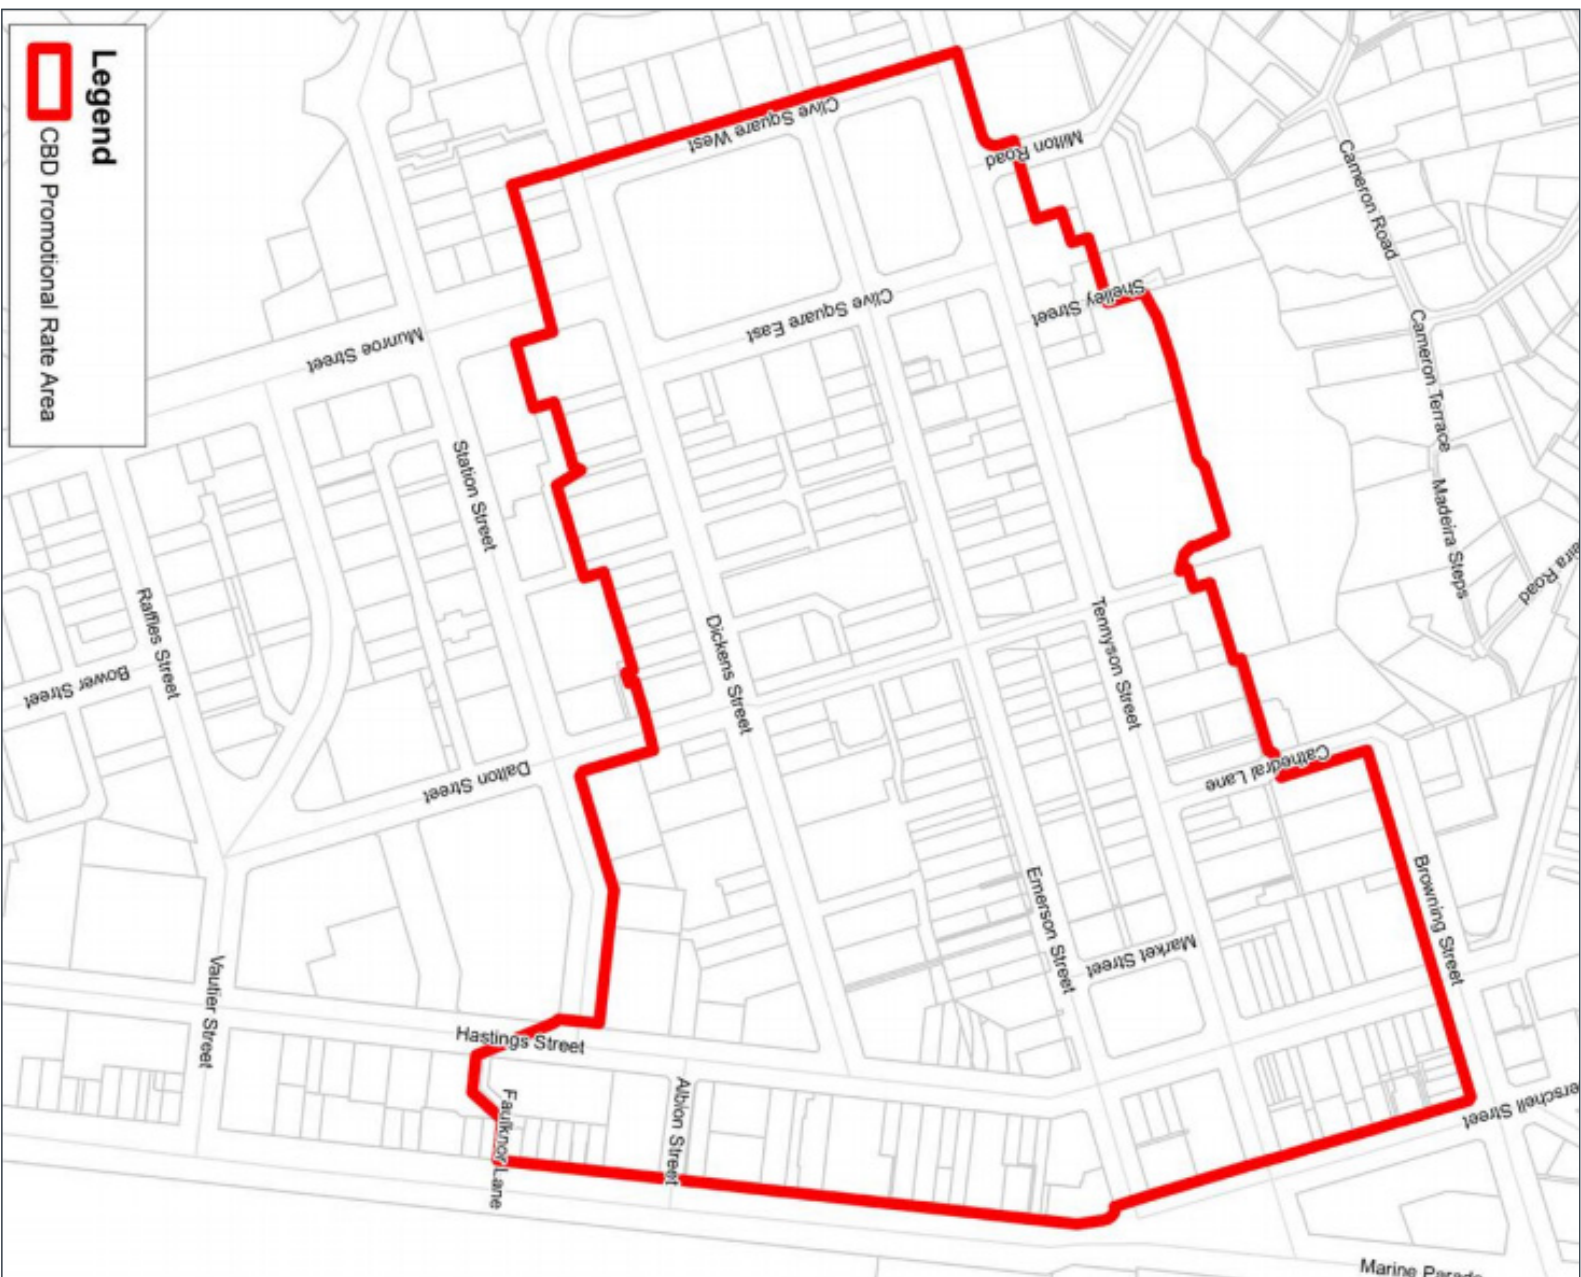 Legend
CBD Promotional Rate Area
Clive Square West
Milton Road
Cameron Road
Shelley Street
Clive Square East
Munroe Street
Cameron Terrace
Station Street
Madeira Steps
Road
Raffles Street
Bower Street
Dickens Street
Tennyson Street
Dalton Street
Cathedral Lane
Browning Street
Emerson Street
Market Street
Vautier Street
Hastings Street
Faulknor Lane
Albion Street
Street
Marine